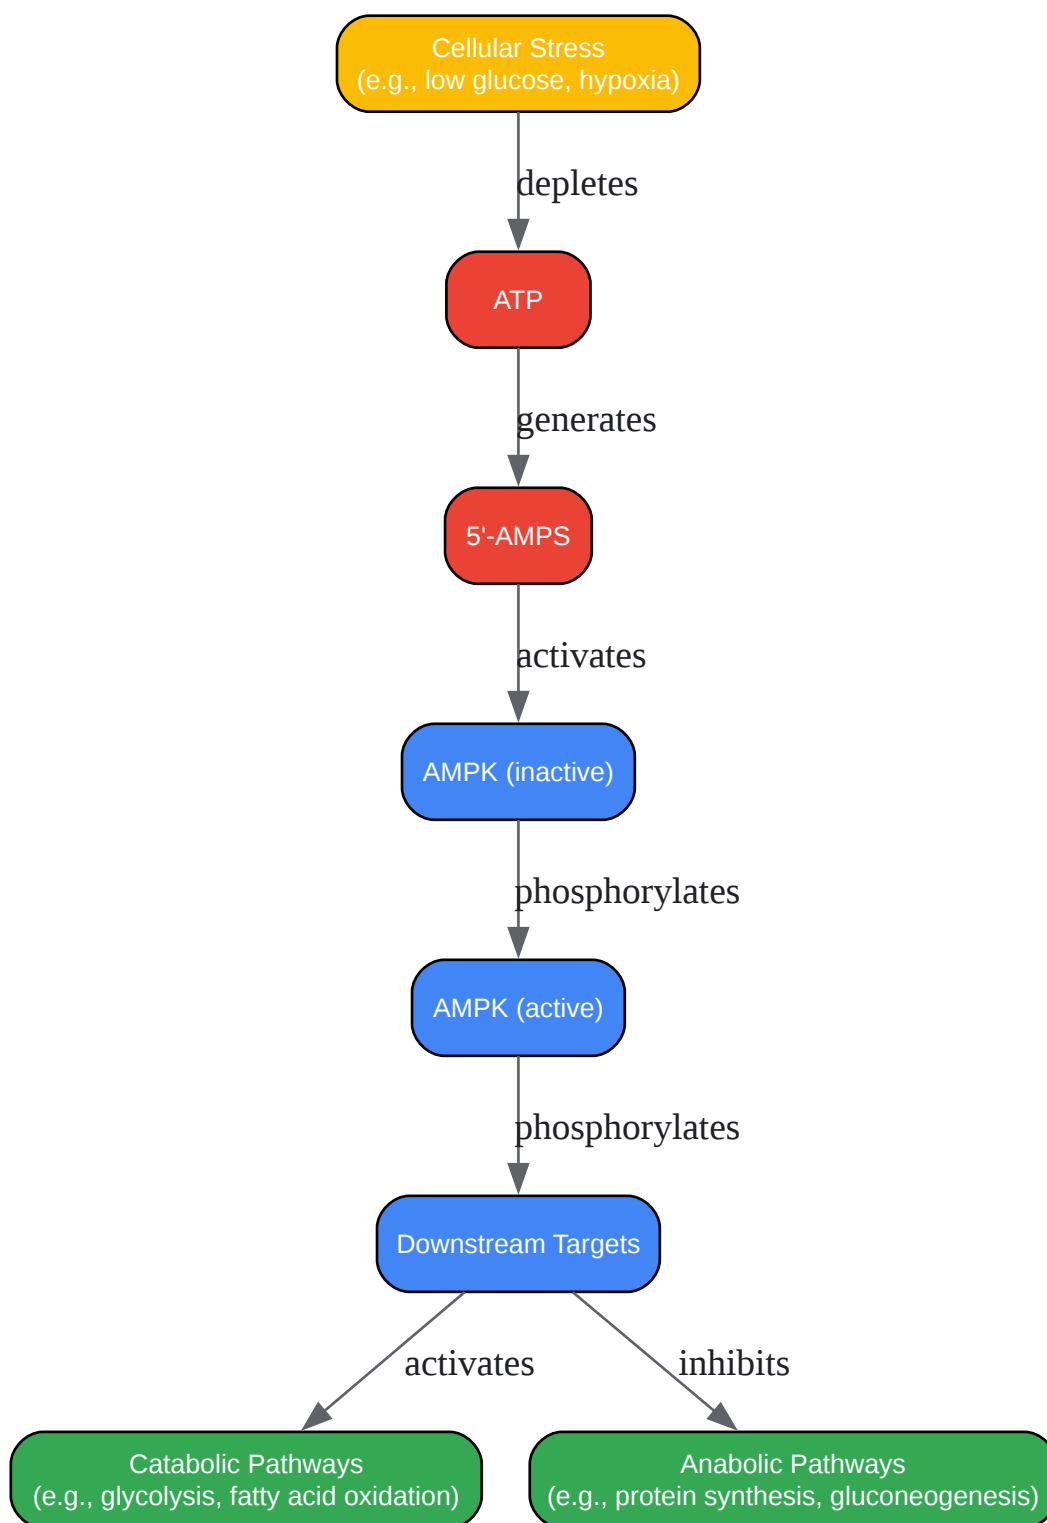 Cellular Stress
(e.g., low glucose, hypoxia)
depletes
ATP
generates
5'-AMPS
activates
AMPK (inactive)
phosphorylates
AMPK (active)
phosphorylates
Downstream Targets
activates
inhibits
Catabolic Pathways
(e.g., glycolysis, fatty acid oxidation)
Anabolic Pathways
(e.g., protein synthesis, gluconeogenesis)